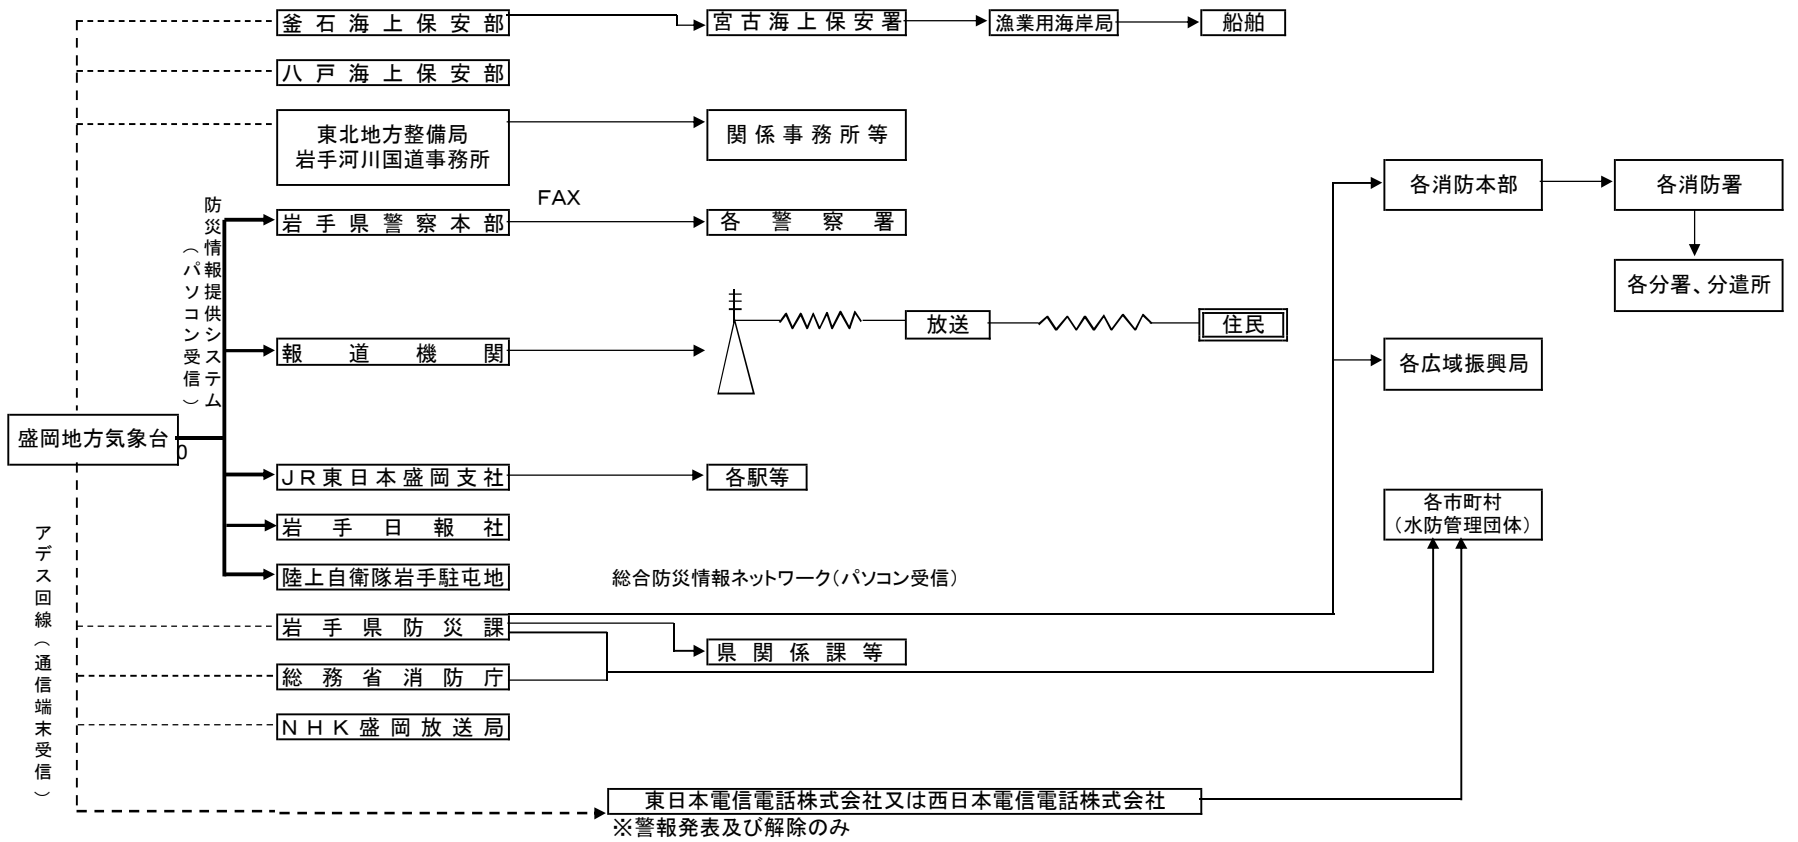 釜石海上保安部
宮古海上保安署
漁業用海岸局
船舶
八戸海上保安部
東北地方整備局
岩手河川国道事務所
関係事務所等
各消防本部
各消防署
防災情報提供システム
（パソコン受信）
FAX
岩手県警察本部
各警察署
各分署、分遣所
放送
住民
報道機関
各広域振興局
盛岡地方気象台
0
JR東日本盛岡支社
各駅等
各市町村
（水防管理団体）
岩手日報社
アデス回線（通信端末受信）
陸上自衛隊岩手駐屯地
総合防災情報ネットワーク（パソコン受信）
岩手県防災課
県関係課等
総務省消防庁
NHK盛岡放送局
東日本電信電話株式会社又は西日本電信電話株式会社
※警報発表及び解除のみ